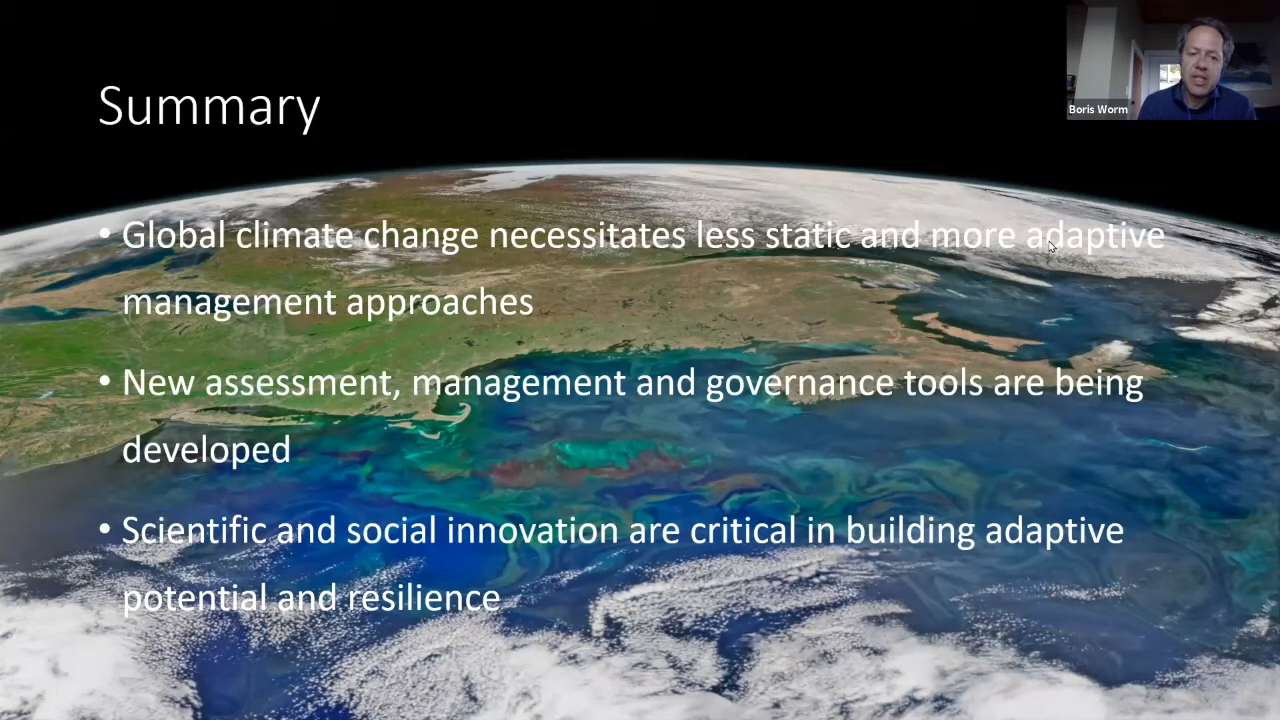 Boris Worm
Summary
• Global climate change necessitates less static and more adaptive
management approaches
• New assessment, management and governance tools are being
developed
• Scientific and social innovation are critical in building adaptive
potential and resilience